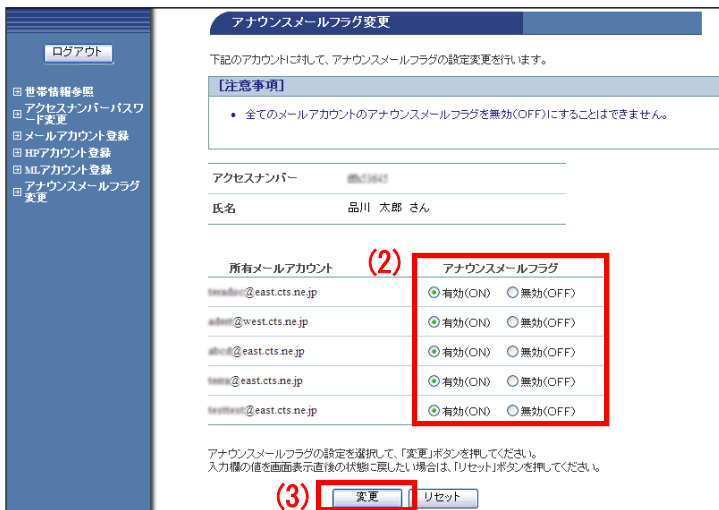 アナウンスメールフラグ変更
ログアウト
世帯情報参照
アクセスナンバーパスワ
ード変更
メールアカウント登録
HPアカウント登録
MLアカウント登録
アナウンスメールフラグ
変更
下記のアカウントに対して、アナウンスメールフラグの設定変更を行います。
[注意事項]
• 全てのメールアカウントのアナウンスメールフラグを無効(OFF)にすることはできません。
アクセスナンバー
氏名 品川 太郎 さん
所有メールアカウント (2) アナウンスメールフラグ
@east.cts.ne.jp 有効(ON) 無効(OFF)
@west.cts.ne.jp 有効(ON) 無効(OFF)
@east.cts.ne.jp 有効(ON) 無効(OFF)
@east.cts.ne.jp 有効(ON) 無効(OFF)
@east.cts.ne.jp 有効(ON) 無効(OFF)
アナウンスメールフラグの設定を選択して、「変更」ボタンを押してください。
入力欄の値を画面表示直後の状態に戻したい場合は、「リセット」ボタンを押してください。
(3) 変更 リセット